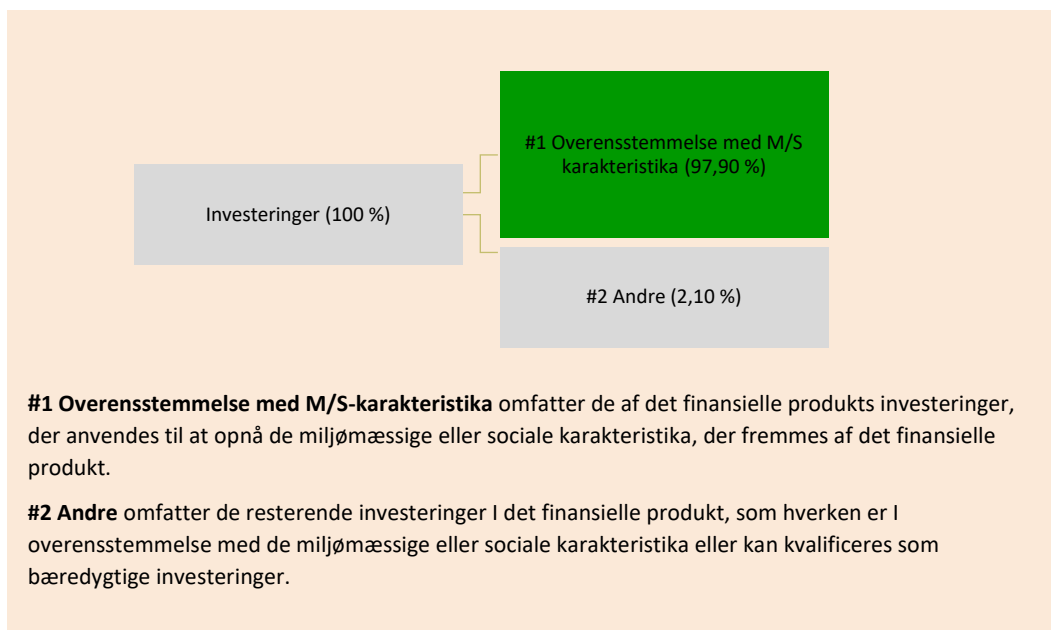 #1 Overensstemmelse med M/S
karakteristika (97,90 %)
Investeringer (100 %)
#2 Andre (2,10 %)
#1 Overensstemmelse med M/S-karakteristika omfatter de af det finansielle produkts investeringer,
der anvendes til at opnå de miljømæssige eller sociale karakteristika, der fremmes af det finansielle
produkt.
#2 Andre omfatter de resterende investeringer I det finansielle produkt, som hverken er I
overensstemmelse med de miljømæssige eller sociale karakteristika eller kan kvalificeres som
bæredygtige investeringer.